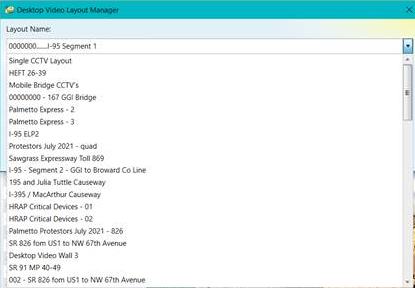 Desktop Video Layout Manager
Layout Name:
0000000......I-95 Segment 1
Single CCTV Layout
HEFT 26-39
Mobile Bridge CCTV's
00000000 - 167 GGI Bridge
Palmetto Express - 2
Palmetto Express - 3
I-95 ELP2
Protestors July 2021 - quad
Sawgrass Expressway Toll 869
I-95 - Segment 2 - GGI to Broward Co Line
195 and Julia Tuttle Causeway
I-395 / MacArthur Causeway
HRAP Critical Devices - 01
HRAP Critical Devices - 02
Palmetto Protestors July 2021 - 826
SR 826 fom US1 to NW 67th Avenue
Desktop Video Wall 3
SR 91 MP 40-49
002 - SR 826 fom US1 to NW 67th Avenue